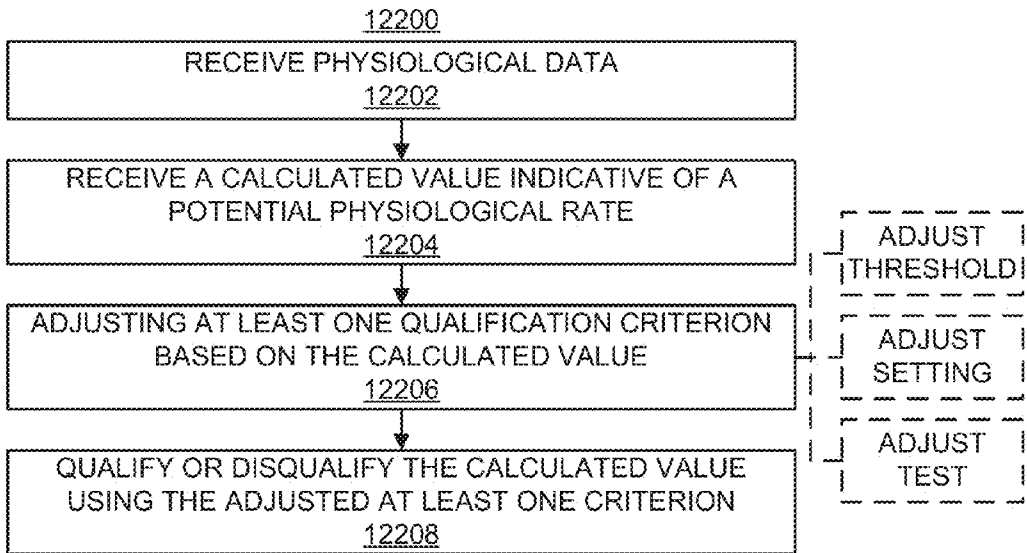 12200
RECEIVE PHYSIOLOGICAL DATA
12202
RECEIVE A CALCULATED VALUE INDICATIVE OF A
POTENTIAL PHYSIOLOGICAL RATE
12204
ADJUSTING AT LEAST ONE QUALIFICATION CRITERION
BASED ON THE CALCULATED VALUE
12206
QUALIFY OR DISQUALIFY THE CALCULATED VALUE
USING THE ADJUSTED AT LEAST ONE CRITERION
12208
ADJUST
THRESHOLD
ADJUST
SETTING
ADJUST
TEST